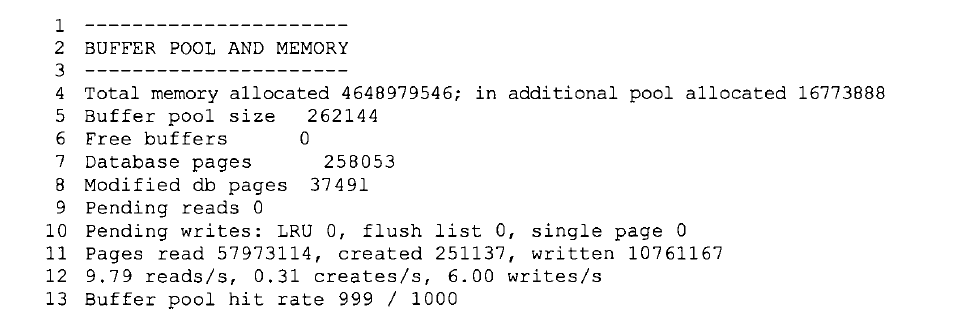 1 ----------------------
2 BUFFER POOL AND MEMORY
3 ----------------------
4 Total memory allocated 4648979546; in additional pool allocated 16773888
5 Buffer pool size   262144
6 Free buffers       0
7 Database pages       258053
8 Modified db pages  37491
9 Pending reads 0
10 Pending writes: LRU 0, flush list 0, single page 0
11 Pages read 57973114, created 251137, written 10761167
12 9.79 reads/s, 0.31 creates/s, 6.00 writes/s
13 Buffer pool hit rate 999 / 1000